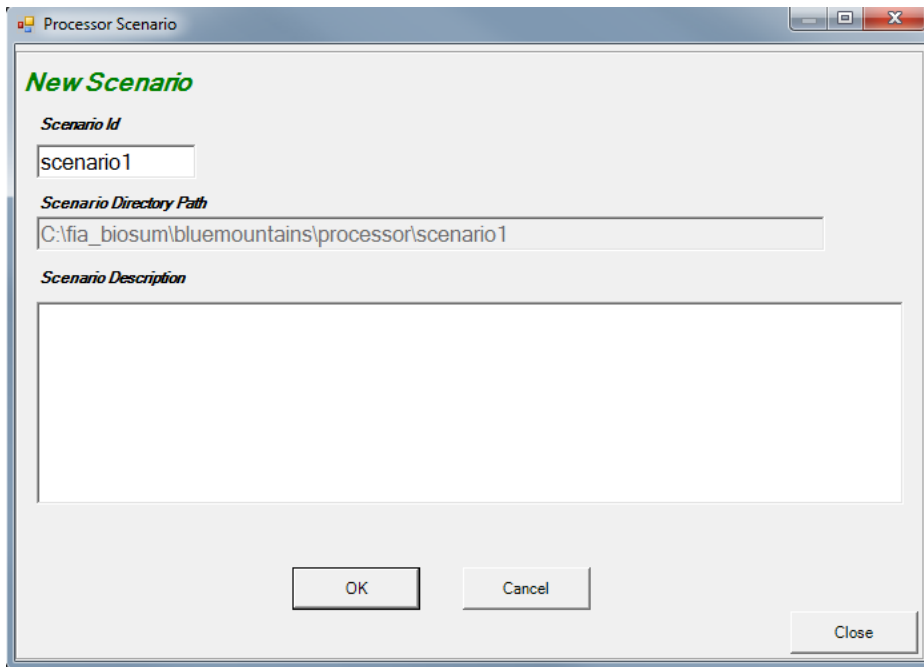 Processor Scenario
New Scenario
Scenario Id
scenario1
Scenario Directory Path
C:\fia_biosum\bluemountains\processor\scenario1
Scenario Description
OK
Cancel
Close